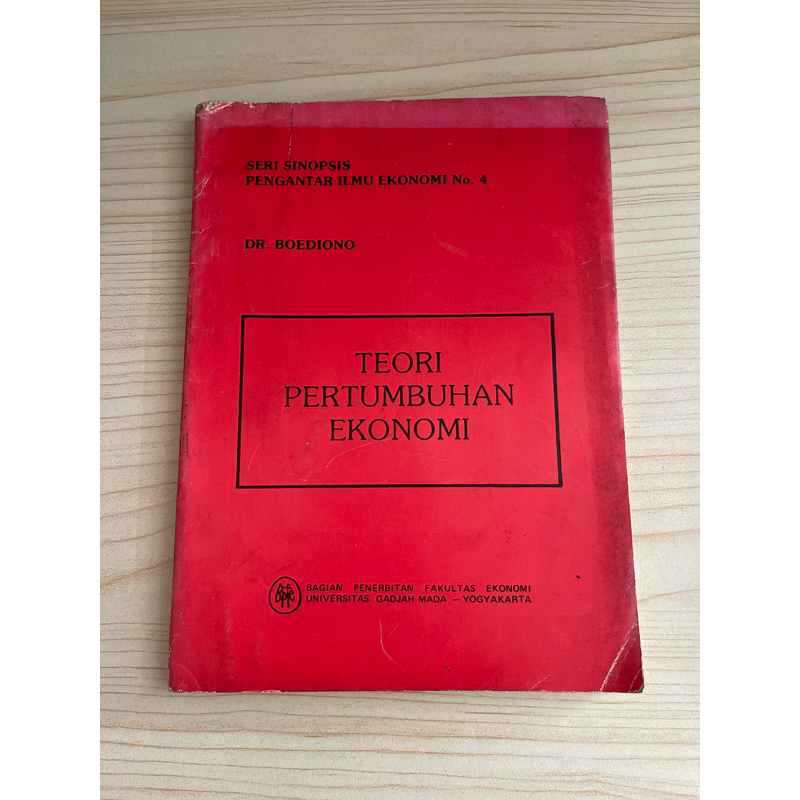 SERI SINOPSIS
PENGANTAR ILMU EKONOMI No. 4
DR. BOEDIONO
TEORI
PERTUMBUHAN
EKONOMI
BAGIAN PENERBITAN FAKULTAS EKONOMI
UNIVERSITAS GADJAH MADA — YOGYAKARTA